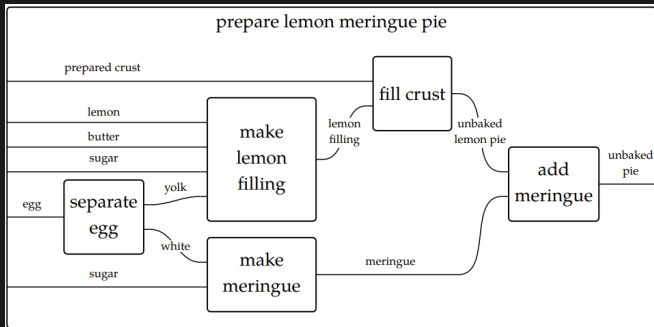 prepare lemon meringue pie
prepared crust
fill crust
lemon
butter
sugar
make
lemon
filling
lemon
filling
unbaked
lemon pie
yolk
egg
separate
egg
white
add
meringue
unbaked
pie
sugar
make
meringue
meringue